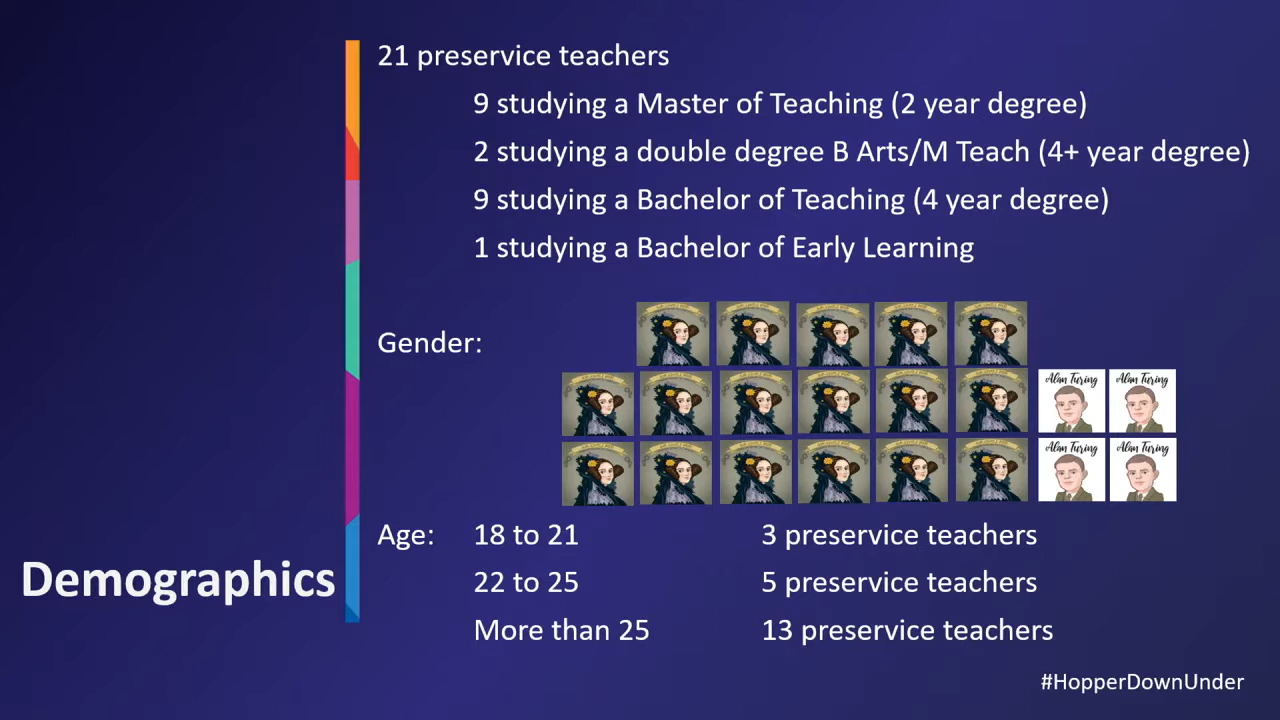 21 preservice teachers
9 studying a Master of Teaching (2 year degree)
2 studying a double degree B Arts/M Teach (4+ year degree)
9 studying a Bachelor of Teaching (4 year degree)
1 studying a Bachelor of Early Learning
Gender:
Alan Turing Alan Turing
Alan Turing Alan Turing
Age: 18 to 21 3 preservice teachers
22 to 25 5 preservice teachers
More than 25 13 preservice teachers
Demographics
#HopperDownUnder